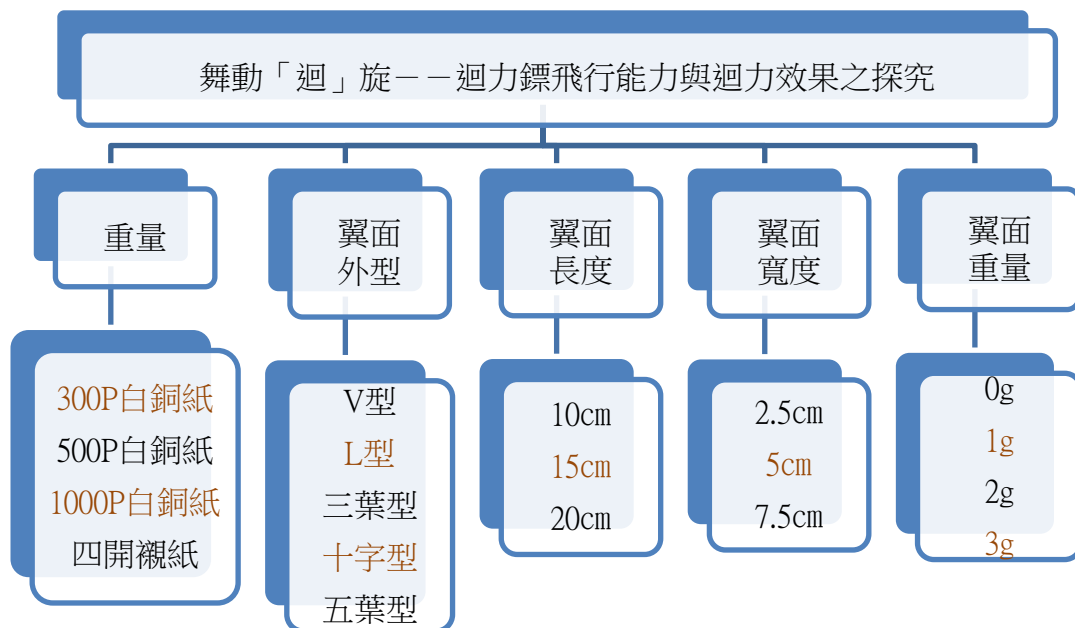 舞動「迴」旋－－迴力鏢飛行能力與迴力效果之探究
重量
300P白銅紙
500P白銅紙
1000P白銅紙
四開襯紙
翼面
外型
V型
L型
三葉型
十字型
五葉型
翼面
長度
10cm
15cm
20cm
翼面
寬度
2.5cm
5cm
7.5cm
翼面
重量
0g
1g
2g
3g